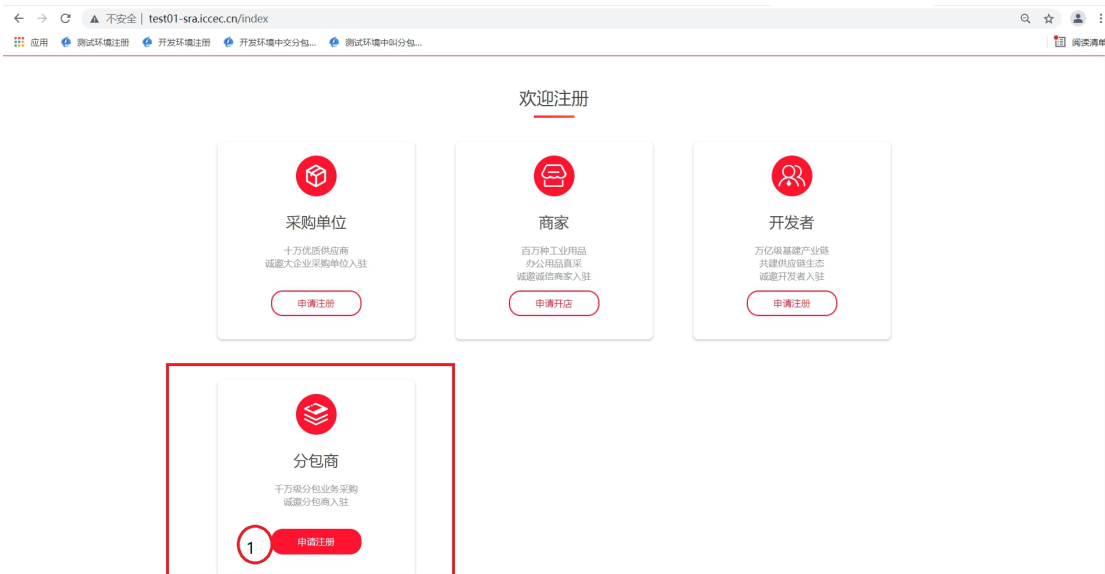 不安全 | test01-sra.iccec.cn/index
应用 测试环境注册 开发环境注册 开发环境中交分包... 测试环境中叫分包... 阅读清单
欢迎注册
采购单位
十万优质供应商
诚邀大企业采购单位入驻
申请注册
商家
百万种工业用品
办公用品直采
诚邀诚信商家入驻
申请开店
开发者
万亿级基建产业链
共建供应链生态
诚邀开发者入驻
申请注册
分包商
千万级分包业务采购
诚邀分包商入驻
1 申请注册